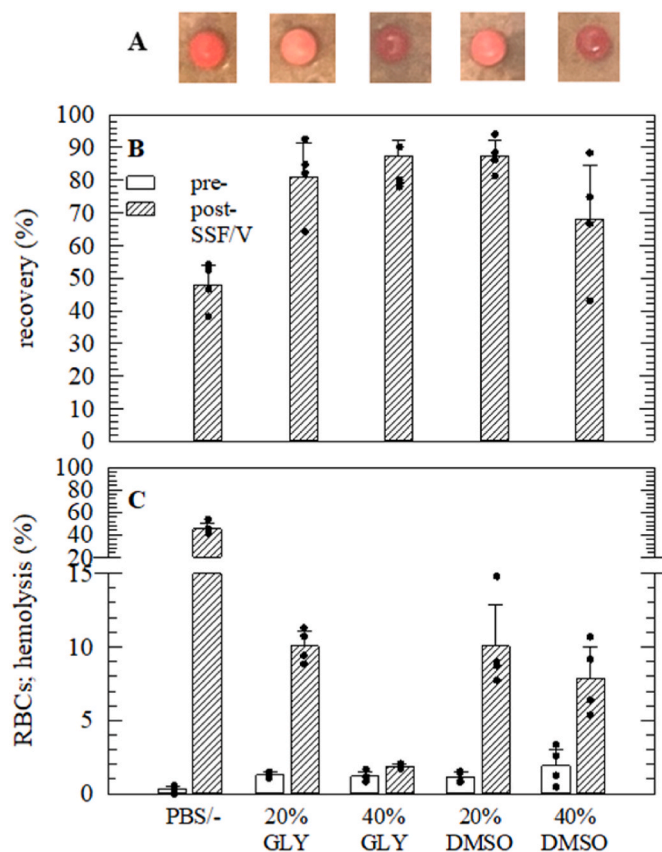 A
100
90
80
70
60
50
40
30
20
10
0
recovery (%)
B
pre-
post-
SSF/V
100
80
60
40
20
15
10
5
0
RBCs; hemolysis (%)
C
PBS/-
20%
GLY
40%
GLY
20%
DMSO
40%
DMSO